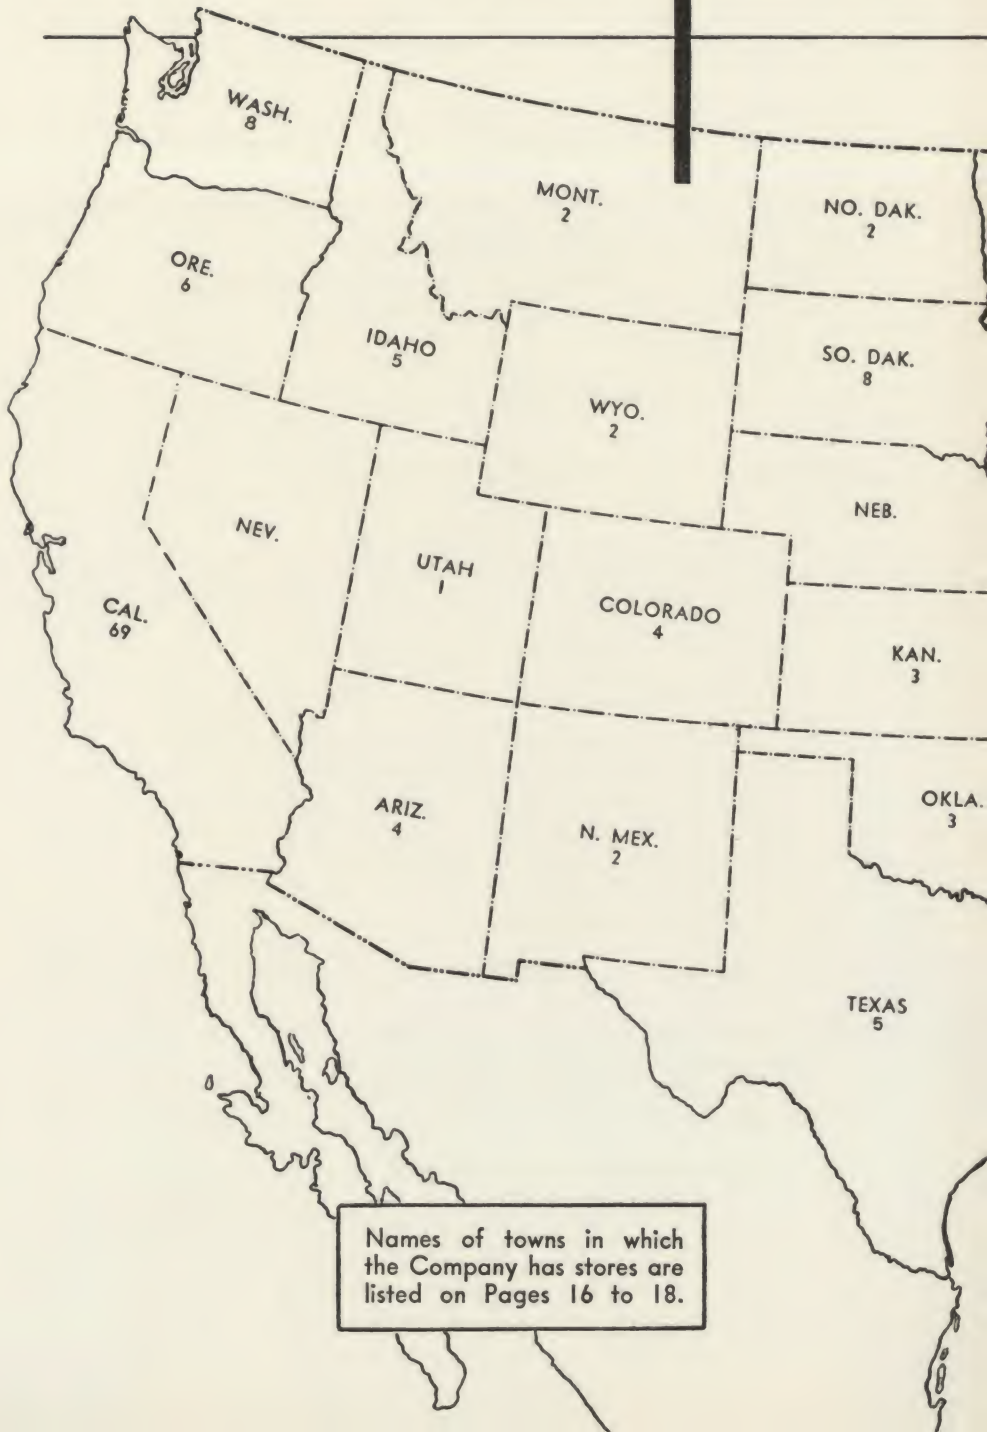 WASH.
8
MONT.
2
NO. DAK.
2
ORE.
6
IDAHO
5
SO. DAK.
8
WYO.
2
NEB.
NEV.
UTAH
1
COLORADO
4
CAL.
69
KAN.
3
ARIZ.
4
N. MEX.
2
OKLA.
3
TEXAS
5
Names of towns in which
the Company has stores are
listed on Pages 16 to 18.